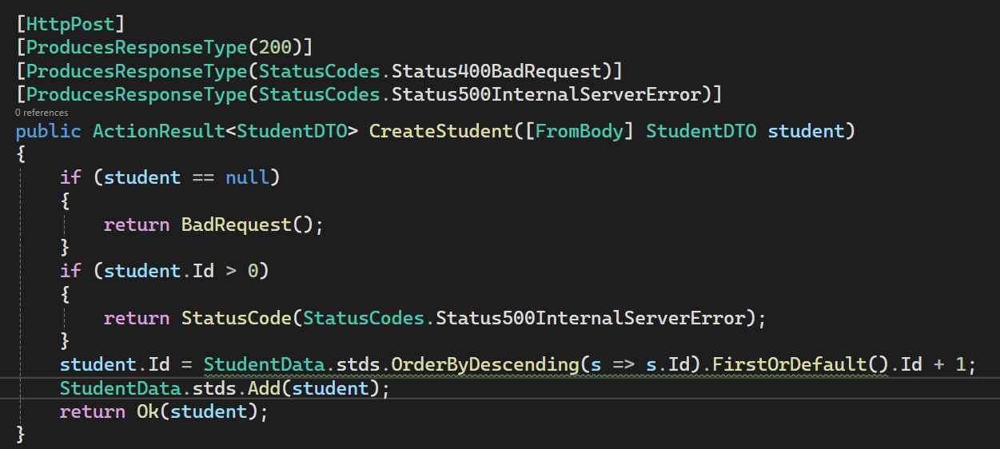 [HttpPost]
[ProducesResponseType(200)]
[ProducesResponseType(StatusCodes.Status400BadRequest)]
[ProducesResponseType(StatusCodes.Status500InternalServerError)]
0 references
public ActionResult<StudentDTO> CreateStudent([FromBody] StudentDTO student)
{
    if (student == null)
    {
        return BadRequest();
    }
    if (student.Id > 0)
    {
        return StatusCode(StatusCodes.Status500InternalServerError);
    }
    student.Id = StudentData.stds.OrderByDescending(s => s.Id).FirstOrDefault().Id + 1;
    StudentData.stds.Add(student);
    return Ok(student);
}